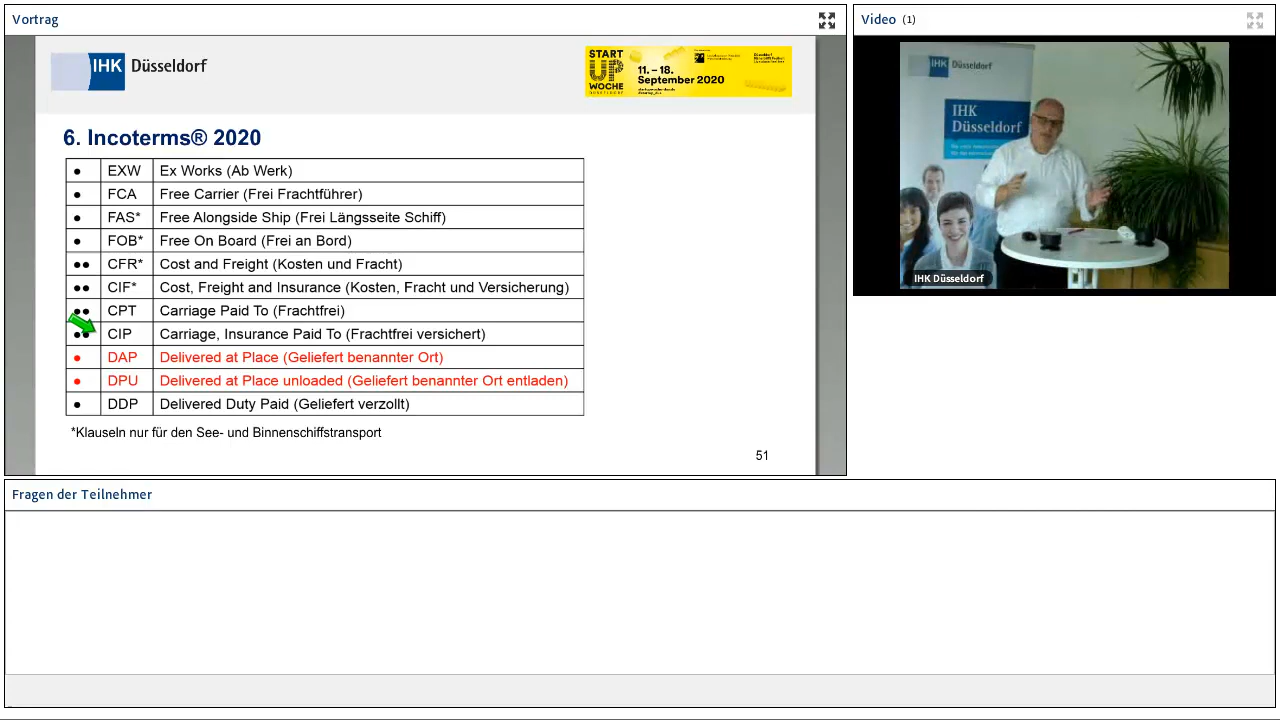 Vortrag
IHK Düsseldorf
START
UP
WOCHE
DÜSSELDORF
11. – 18.
September 2020
6. Incoterms® 2020
● EXW Ex Works (Ab Werk)
● FCA Free Carrier (Frei Frachtführer)
● FAS* Free Alongside Ship (Frei Längsseite Schiff)
● FOB* Free On Board (Frei an Bord)
●● CFR* Cost and Freight (Kosten und Fracht)
●● CIF* Cost, Freight and Insurance (Kosten, Fracht und Versicherung)
●● CPT Carriage Paid To (Frachtfrei)
●● CIP Carriage, Insurance Paid To (Frachtfrei versichert)
● DAP Delivered at Place (Geliefert benannter Ort)
● DPU Delivered at Place unloaded (Geliefert benannter Ort entladen)
● DDP Delivered Duty Paid (Geliefert verzollt)
*Klauseln nur für den See- und Binnenschiffstransport
51
Video (1)
IHK Düsseldorf
IHK
Düsseldorf
IHK Düsseldorf
Fragen der Teilnehmer